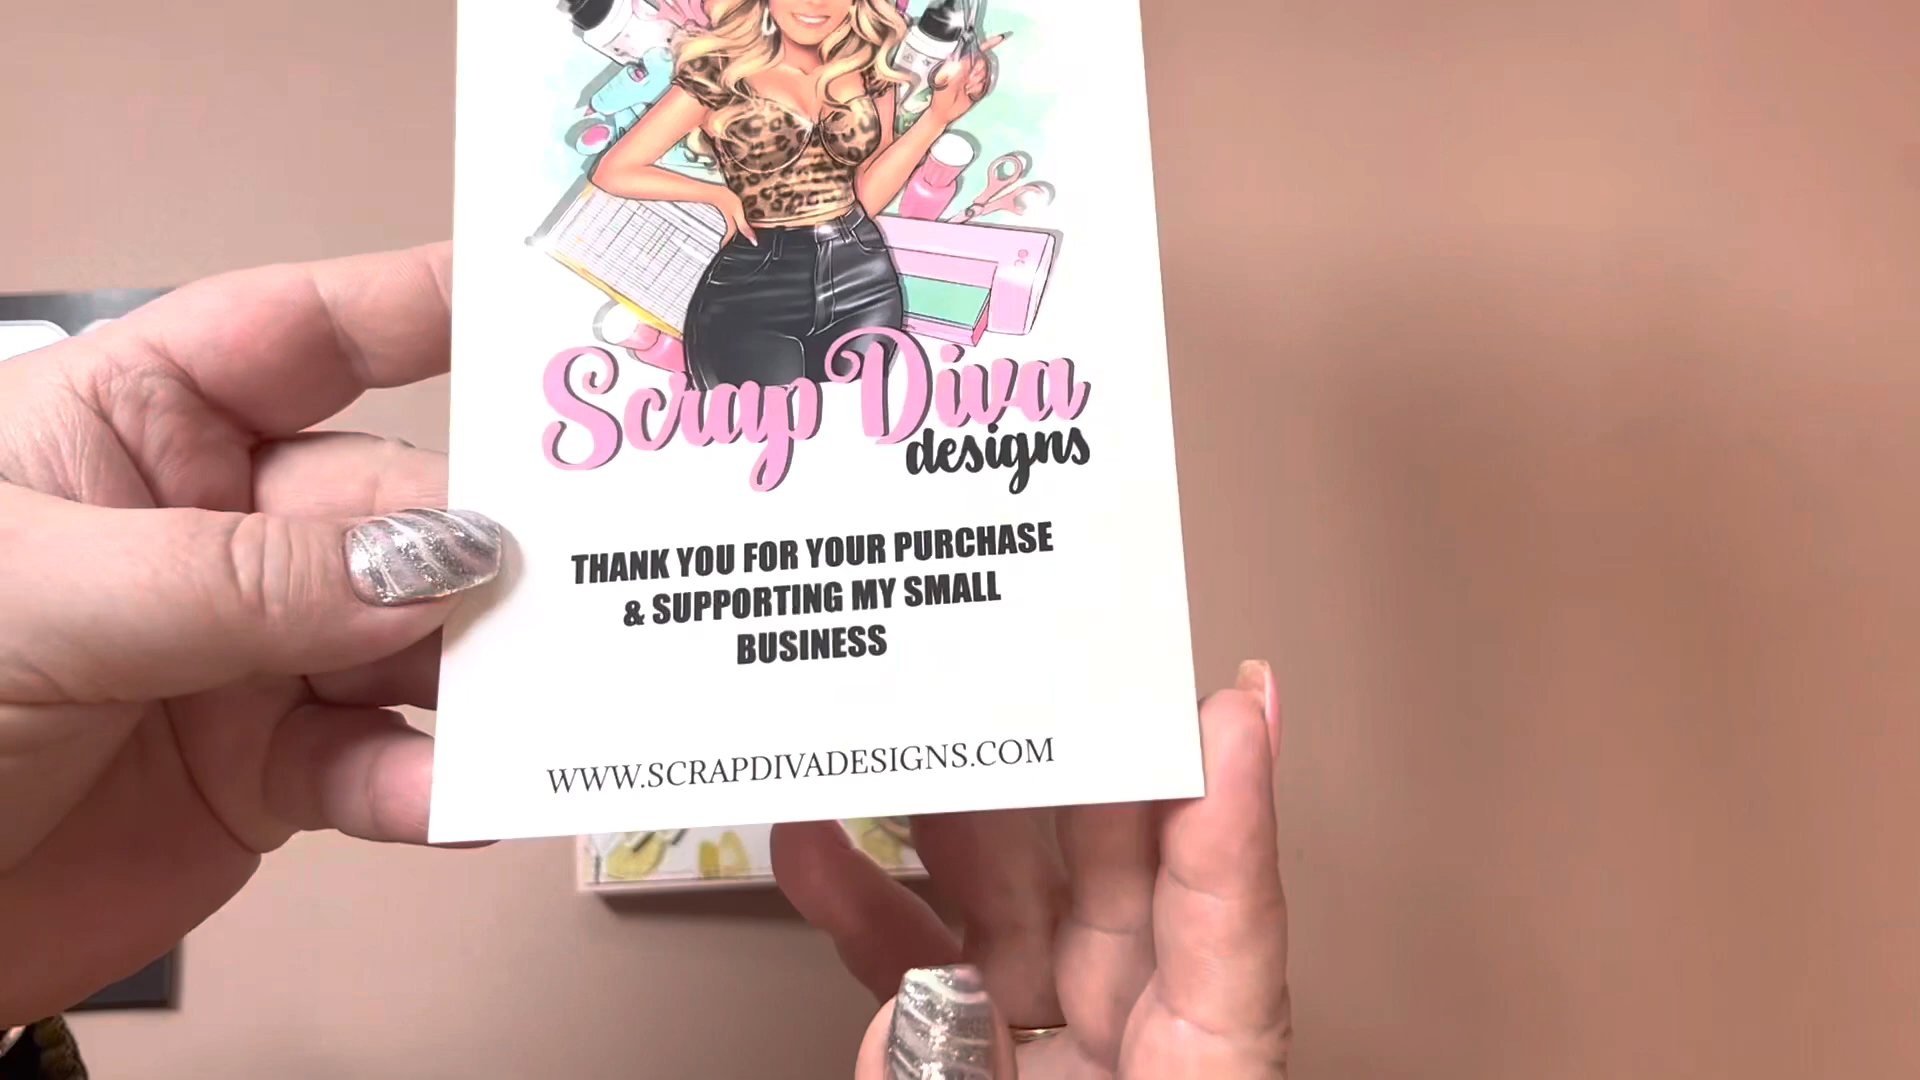 Scrap Diva
designs
THANK YOU FOR YOUR PURCHASE
& SUPPORTING MY SMALL
BUSINESS
WWW.SCRAPDIVADESIGNS.COM